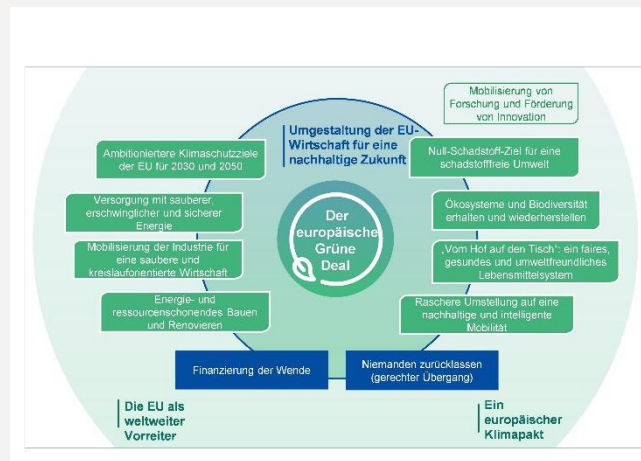 Mobilisierung von
Forschung und Förderung
von Innovation
Umgestaltung der EU-
Wirtschaft für eine
nachhaltige Zukunft
Ambitioniertere Klimaschutzziele
der EU für 2030 und 2050
Null-Schadstoff-Ziel für eine
schadstofffreie Umwelt
Versorgung mit sauberer,
erschwinglicher und sicherer
Energie
Ökosysteme und Biodiversität
erhalten und wiederherstellen
Der
europäische
Grüne
Deal
Mobilisierung der Industrie für
eine saubere und
kreislauforientierte Wirtschaft
„Vom Hof auf den Tisch“: ein faires,
gesundes und umweltfreundliches
Lebensmittelsystem
Energie- und
ressourcenschonendes Bauen
und Renovieren
Raschere Umstellung auf eine
nachhaltige und intelligente
Mobilität
Finanzierung der Wende
Niemanden zurücklassen
(gerechter Übergang)
Die EU als
weltweiter
Vorreiter
Ein
europäischer
Klimapakt